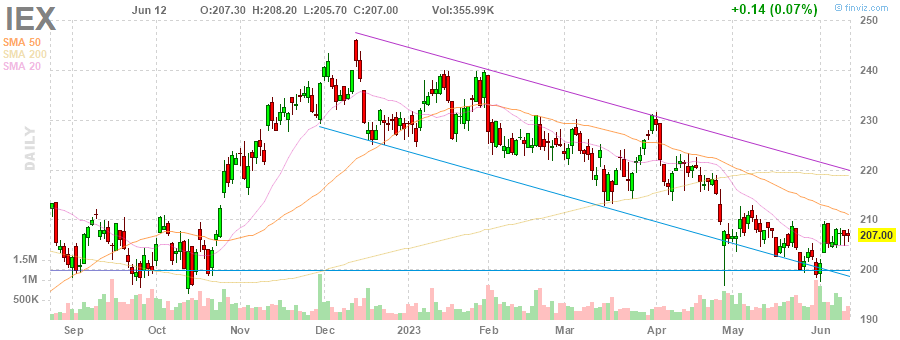 IEX Jun 12 O:207.30 H:208.20 L:205.70 C:207.00 Vol:355.99K +0.14 (0.07%) © finviz.com
SMA 50
SMA 200
SMA 20
DAILY
250
240
230
220
210
207.00
200
190
1.5M
1M
500K
Sep Oct Nov Dec 2023 Feb Mar Apr May Jun